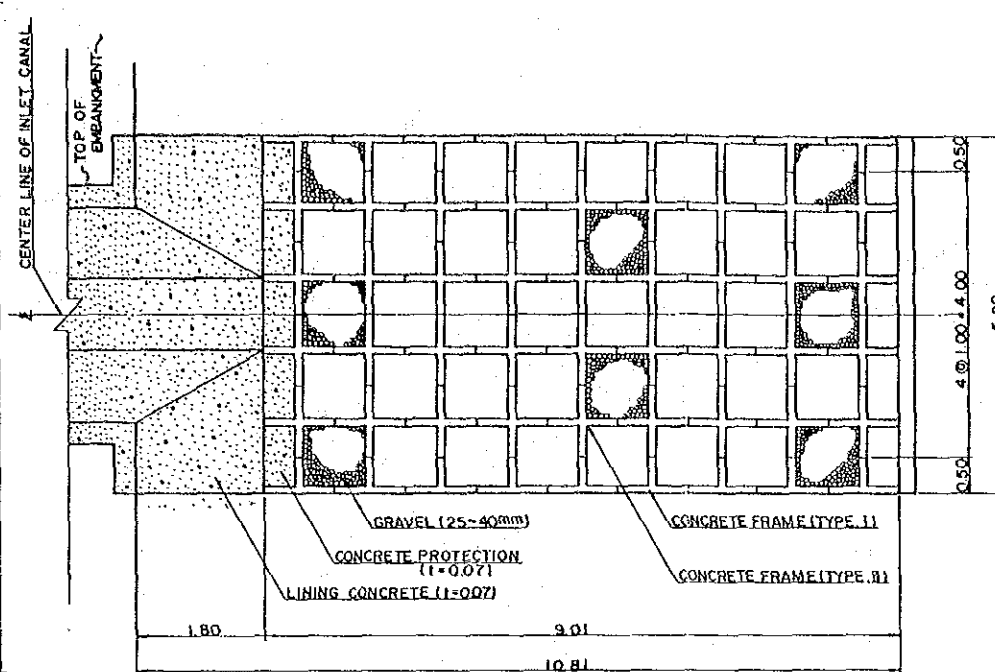 CENTER LINE OF INLET CANAL
TOP OF
EMBANKMENT
0.50
4@1.00=4.00
0.50
GRAVEL (25~40mm)
CONCRETE FRAME (TYPE.I)
CONCRETE PROTECTION
(t=0.07)
CONCRETE FRAME (TYPE.II)
LINING CONCRETE (t=0.07)
1.80
9.01
10.81